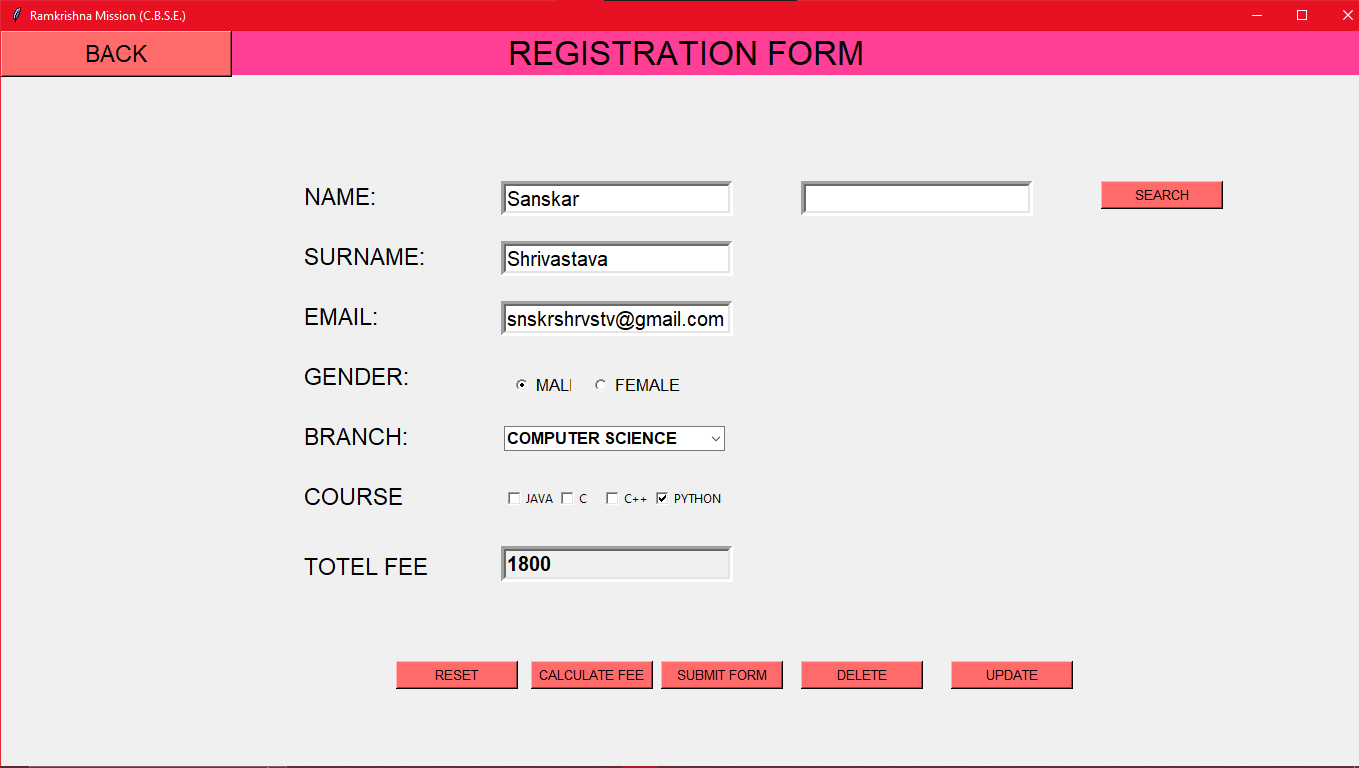 Ramkrishna Mission (C.B.S.E.)
BACK REGISTRATION FORM
NAME: Sanskar SEARCH
SURNAME: Shrivastava
EMAIL: snskrshrvstv@gmail.com
GENDER: MAL FEMALE
BRANCH: COMPUTER SCIENCE
COURSE JAVA C C++ PYTHON
TOTEL FEE 1800
RESET CALCULATE FEE SUBMIT FORM DELETE UPDATE